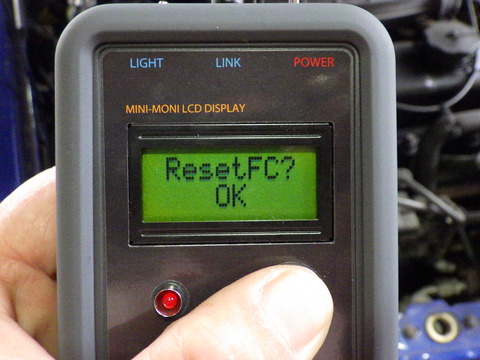 LIGHT LINK POWER
MINI-MONI LCD DISPLAY
ResetFC?
OK